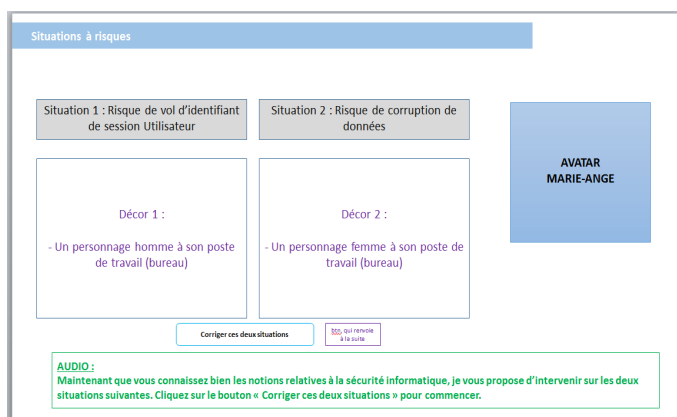 Situations à risques
Situation 1 : Risque de vol d'identifiant
de session Utilisateur
Situation 2 : Risque de corruption de
données
AVATAR
MARIE-ANGE
Décor 1 :
- Un personnage homme à son poste
de travail (bureau)
Décor 2 :
- Un personnage femme à son poste de
travail (bureau)
Corriger ces deux situations
btn, qui renvoie
à la suite
AUDIO :
Maintenant que vous connaissez bien les notions relatives à la sécurité informatique, je vous propose d'intervenir sur les deux
situations suivantes. Cliquez sur le bouton « Corriger ces deux situations » pour commencer.